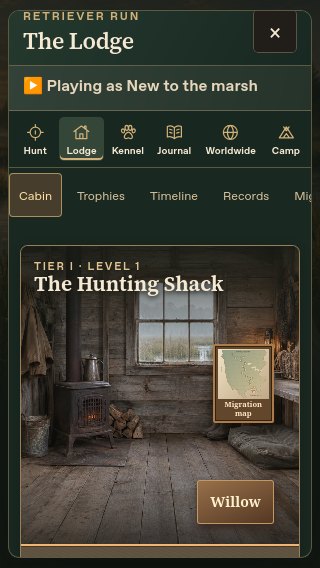 RETRIEVER RUN
The Lodge
×
▶ Playing as New to the marsh
Hunt
Lodge
Kennel
Journal
Worldwide
Camp
Cabin
Trophies
Timeline
Records
Mig
TIER I · LEVEL 1
The Hunting Shack
Migration
map
Willow